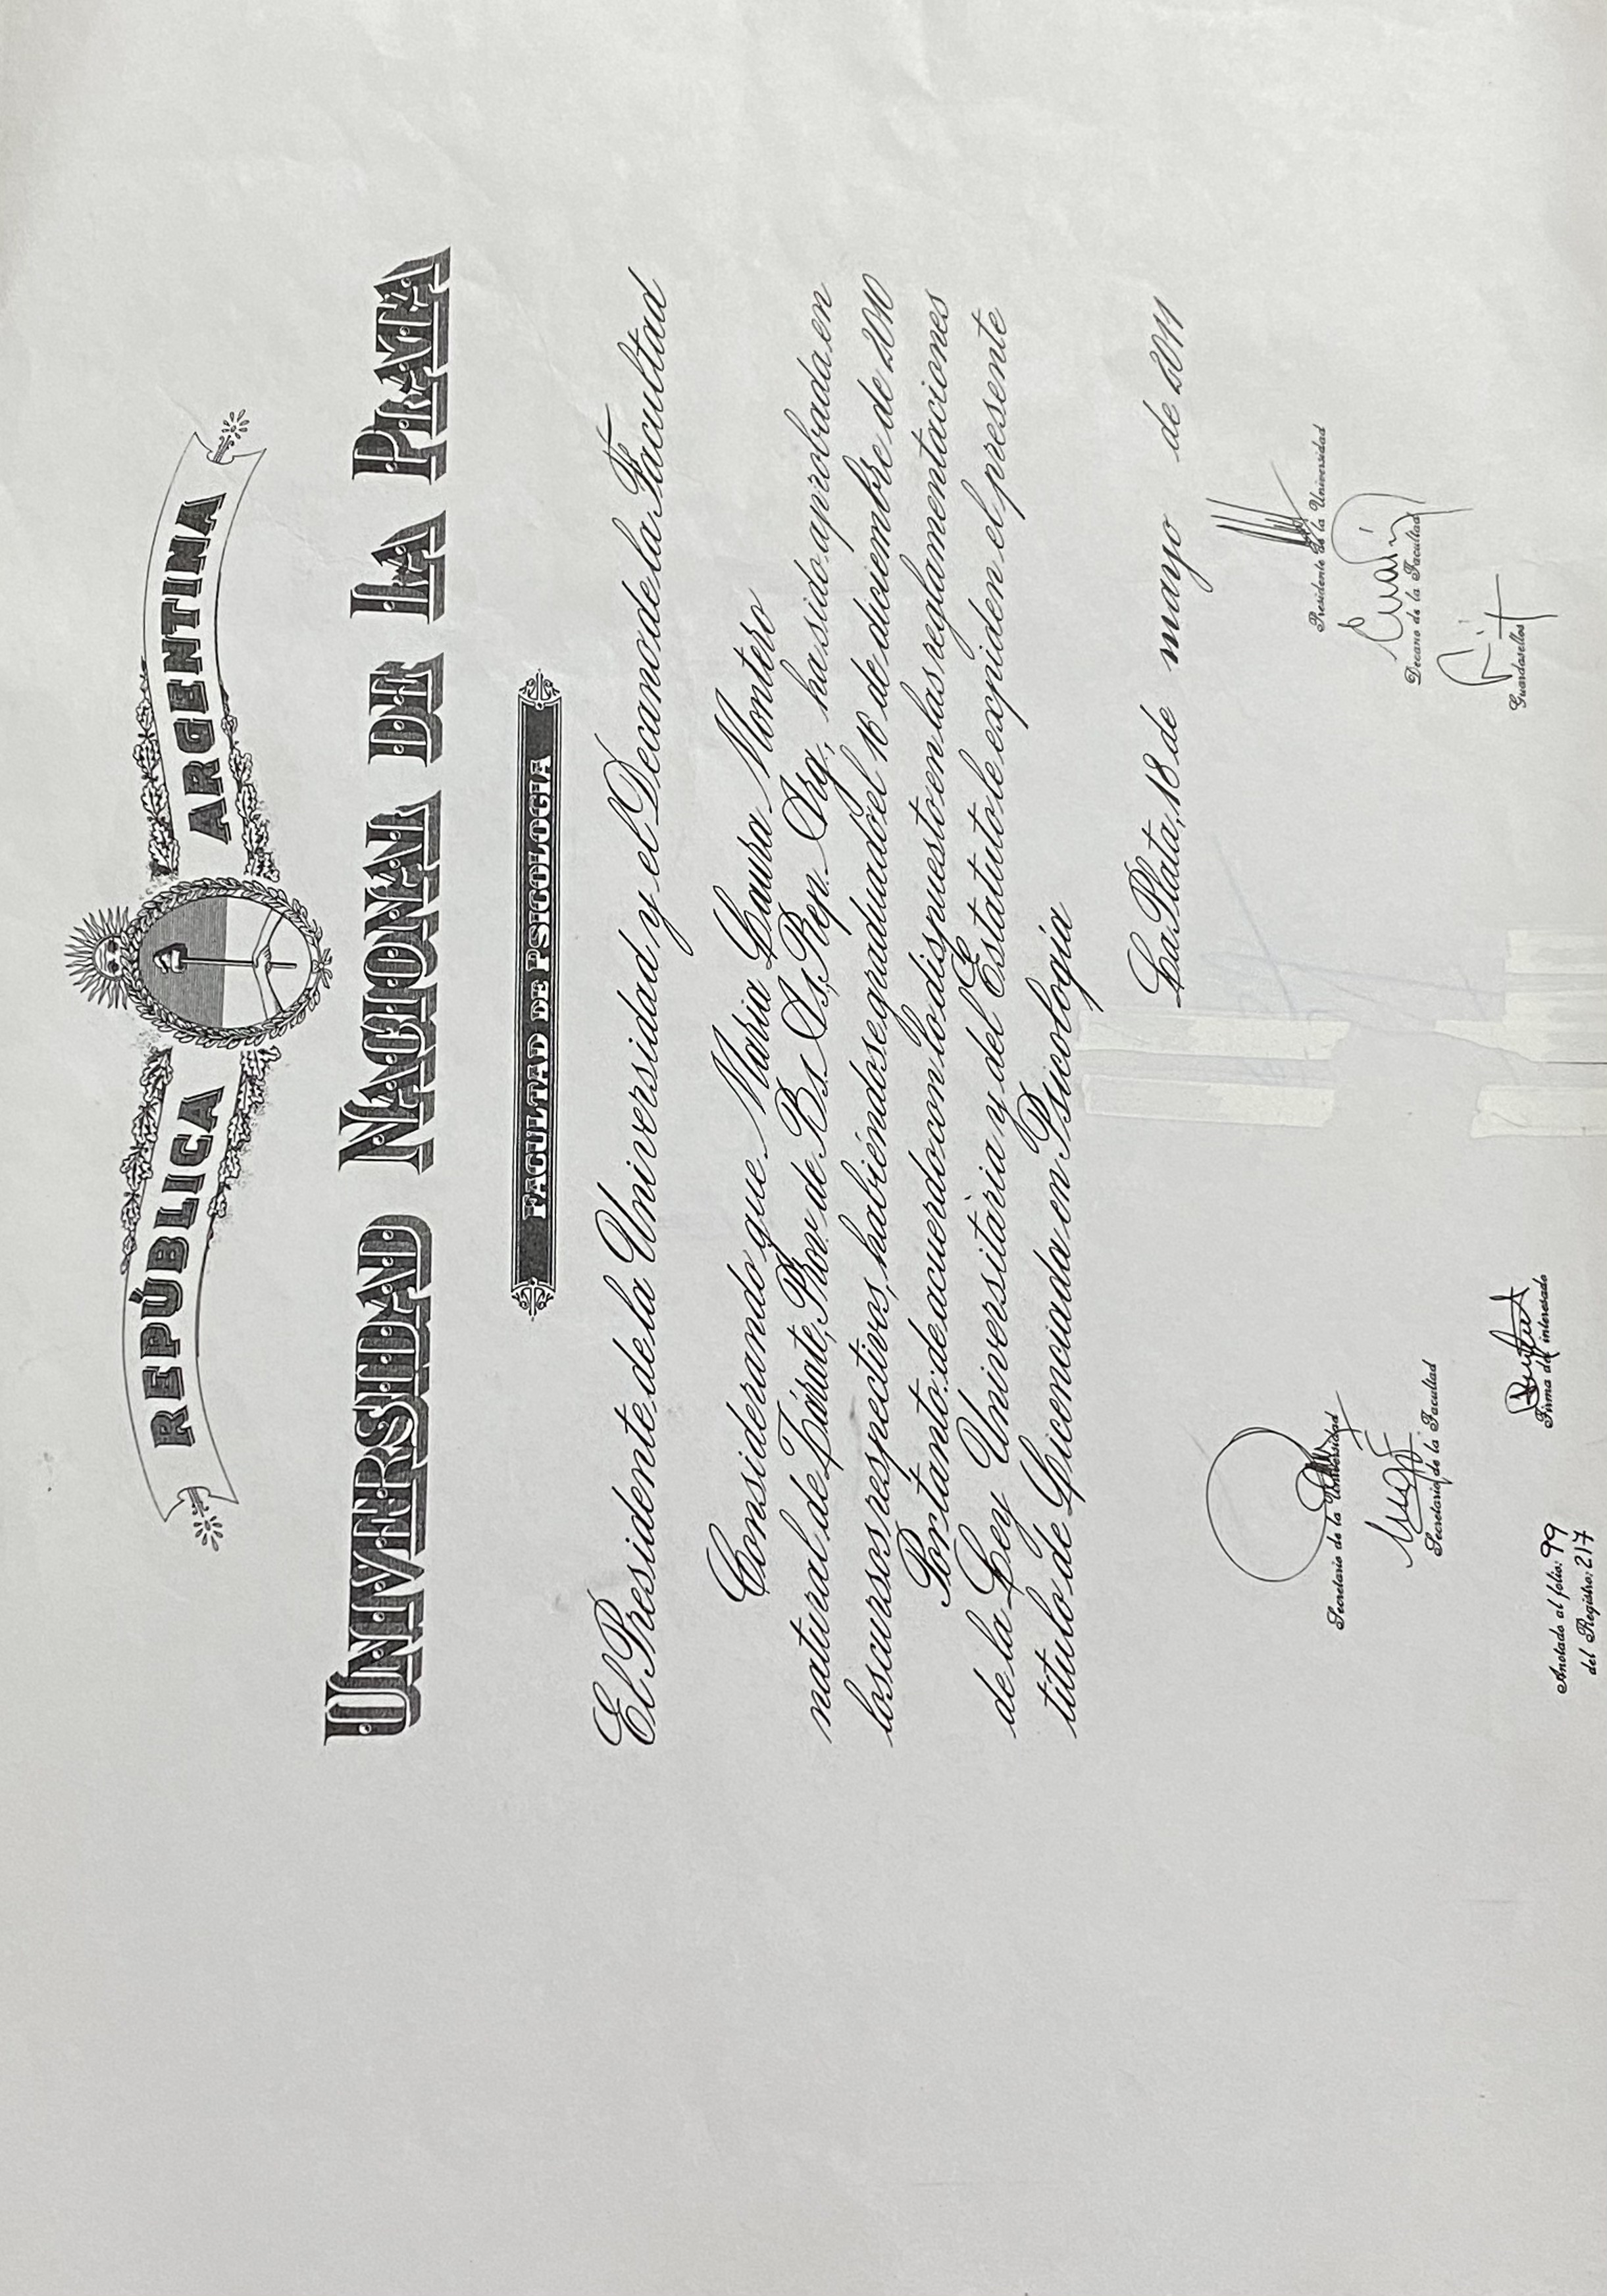 REPÚBLICA ARGENTINA
UNIVERSIDAD NACIONAL DE LA PLATA
FACULTAD DE PSICOLOGIA
El Presidente de la Universidad y el Decano de la Facultad
Considerando que Maria Laura Montero
natural de Zárate, Prov. de Bs. As. Rep. Arg., ha sido aprobada en
los cursos respectivos, habiéndose graduado el 16 de diciembre de 2010
Por tanto: de acuerdo con lo dispuesto en las reglamentaciones
de la Ley Universitaria y del Estatuto le expiden el presente
título de Licenciada en Psicología
La Plata, 18 de mayo de 2011
Presidente de la Universidad
Secretario de la Universidad
Decano de la Facultad
Secretario de la Facultad
Guardasellos
Firma del interesado
Anotado al folio: 99
del Registro: 217